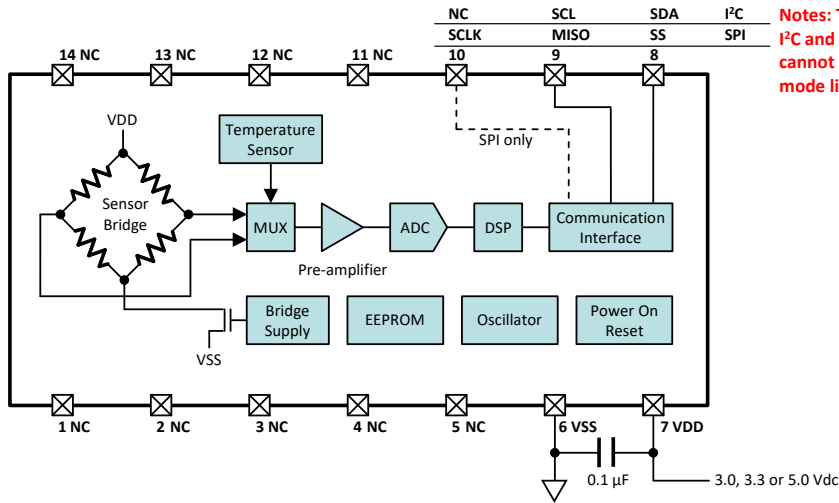 NC SCL SDA I²C
SCLK MISO SS SPI
Notes:
I²C and
cannot
mode
14 NC 13 NC 12 NC 11 NC 10 9 8
VDD
Temperature
Sensor
SPI only
Sensor
Bridge
MUX
ADC
DSP
Communication
Interface
Pre-amplifier
Bridge
Supply
EEPROM
Oscillator
Power On
Reset
VSS
1 NC 2 NC 3 NC 4 NC 5 NC 6 VSS 7 VDD
0.1 µF
3.0, 3.3 or 5.0 Vdc